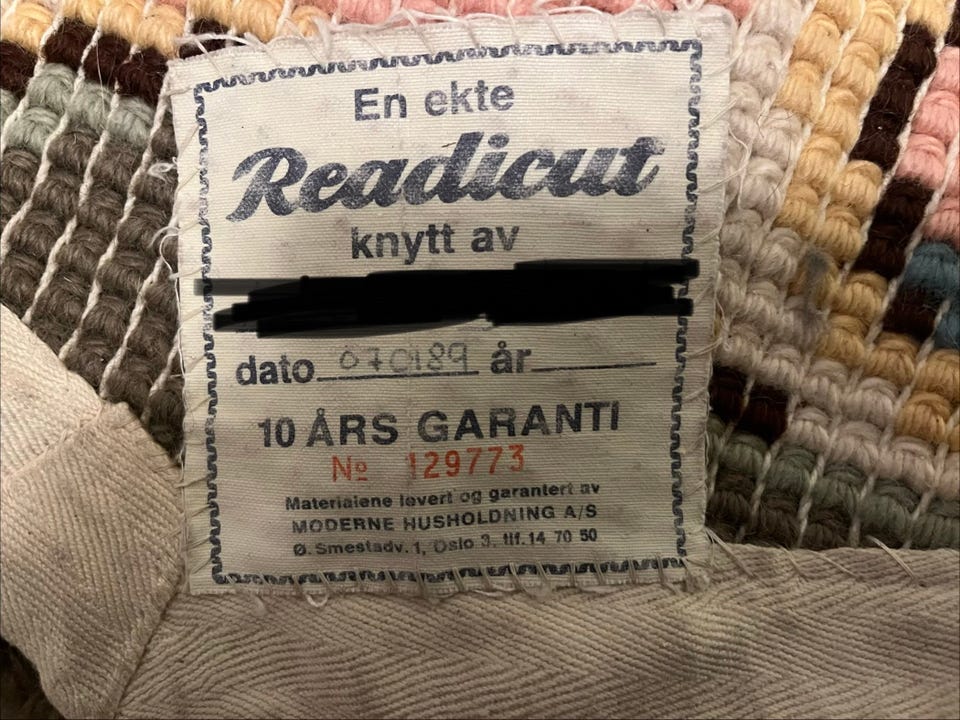 En ekte
Readicut
knytt av
dato 070189 år
10 ÅRS GARANTI
No 129773
Materialene levert og garantert av
MODERNE HUSHOLDNING A/S
Ø. Smestadv. 1, Oslo 3. tlf. 14 70 50